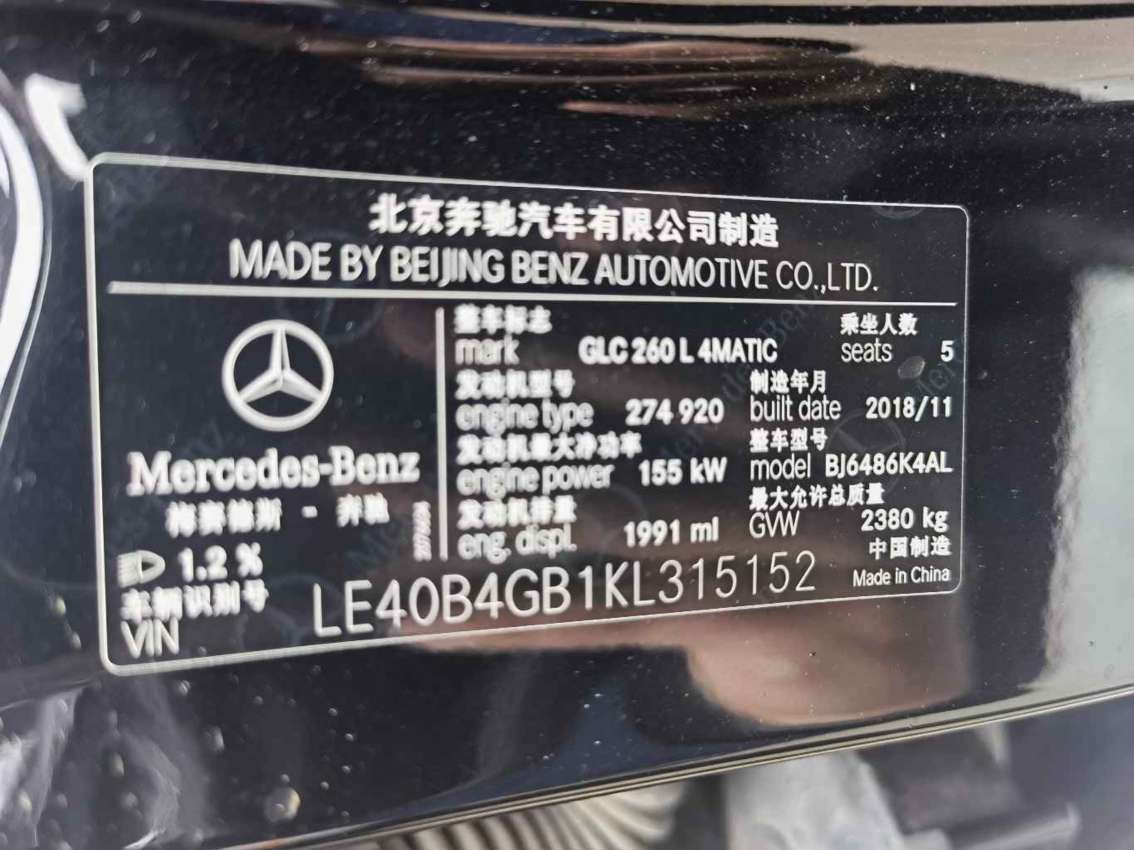 北京奔驰汽车有限公司制造
MADE BY BEIJING BENZ AUTOMOTIVE CO.,LTD.
Mercedes-Benz
梅赛德斯 - 奔驰
1.2 %
整车标志
mark GLC 260 L 4MATIC
乘坐人数
seats 5
发动机型号
engine type 274 920
制造年月
built date 2018/11
发动机最大净功率
engine power 155 kW
整车型号
model BJ6486K4AL
发动机排量
eng. displ. 1991 ml
最大允许总质量
GVW 2380 kg
中国制造
Made in China
车辆识别号
VIN LE40B4GB1KL315152